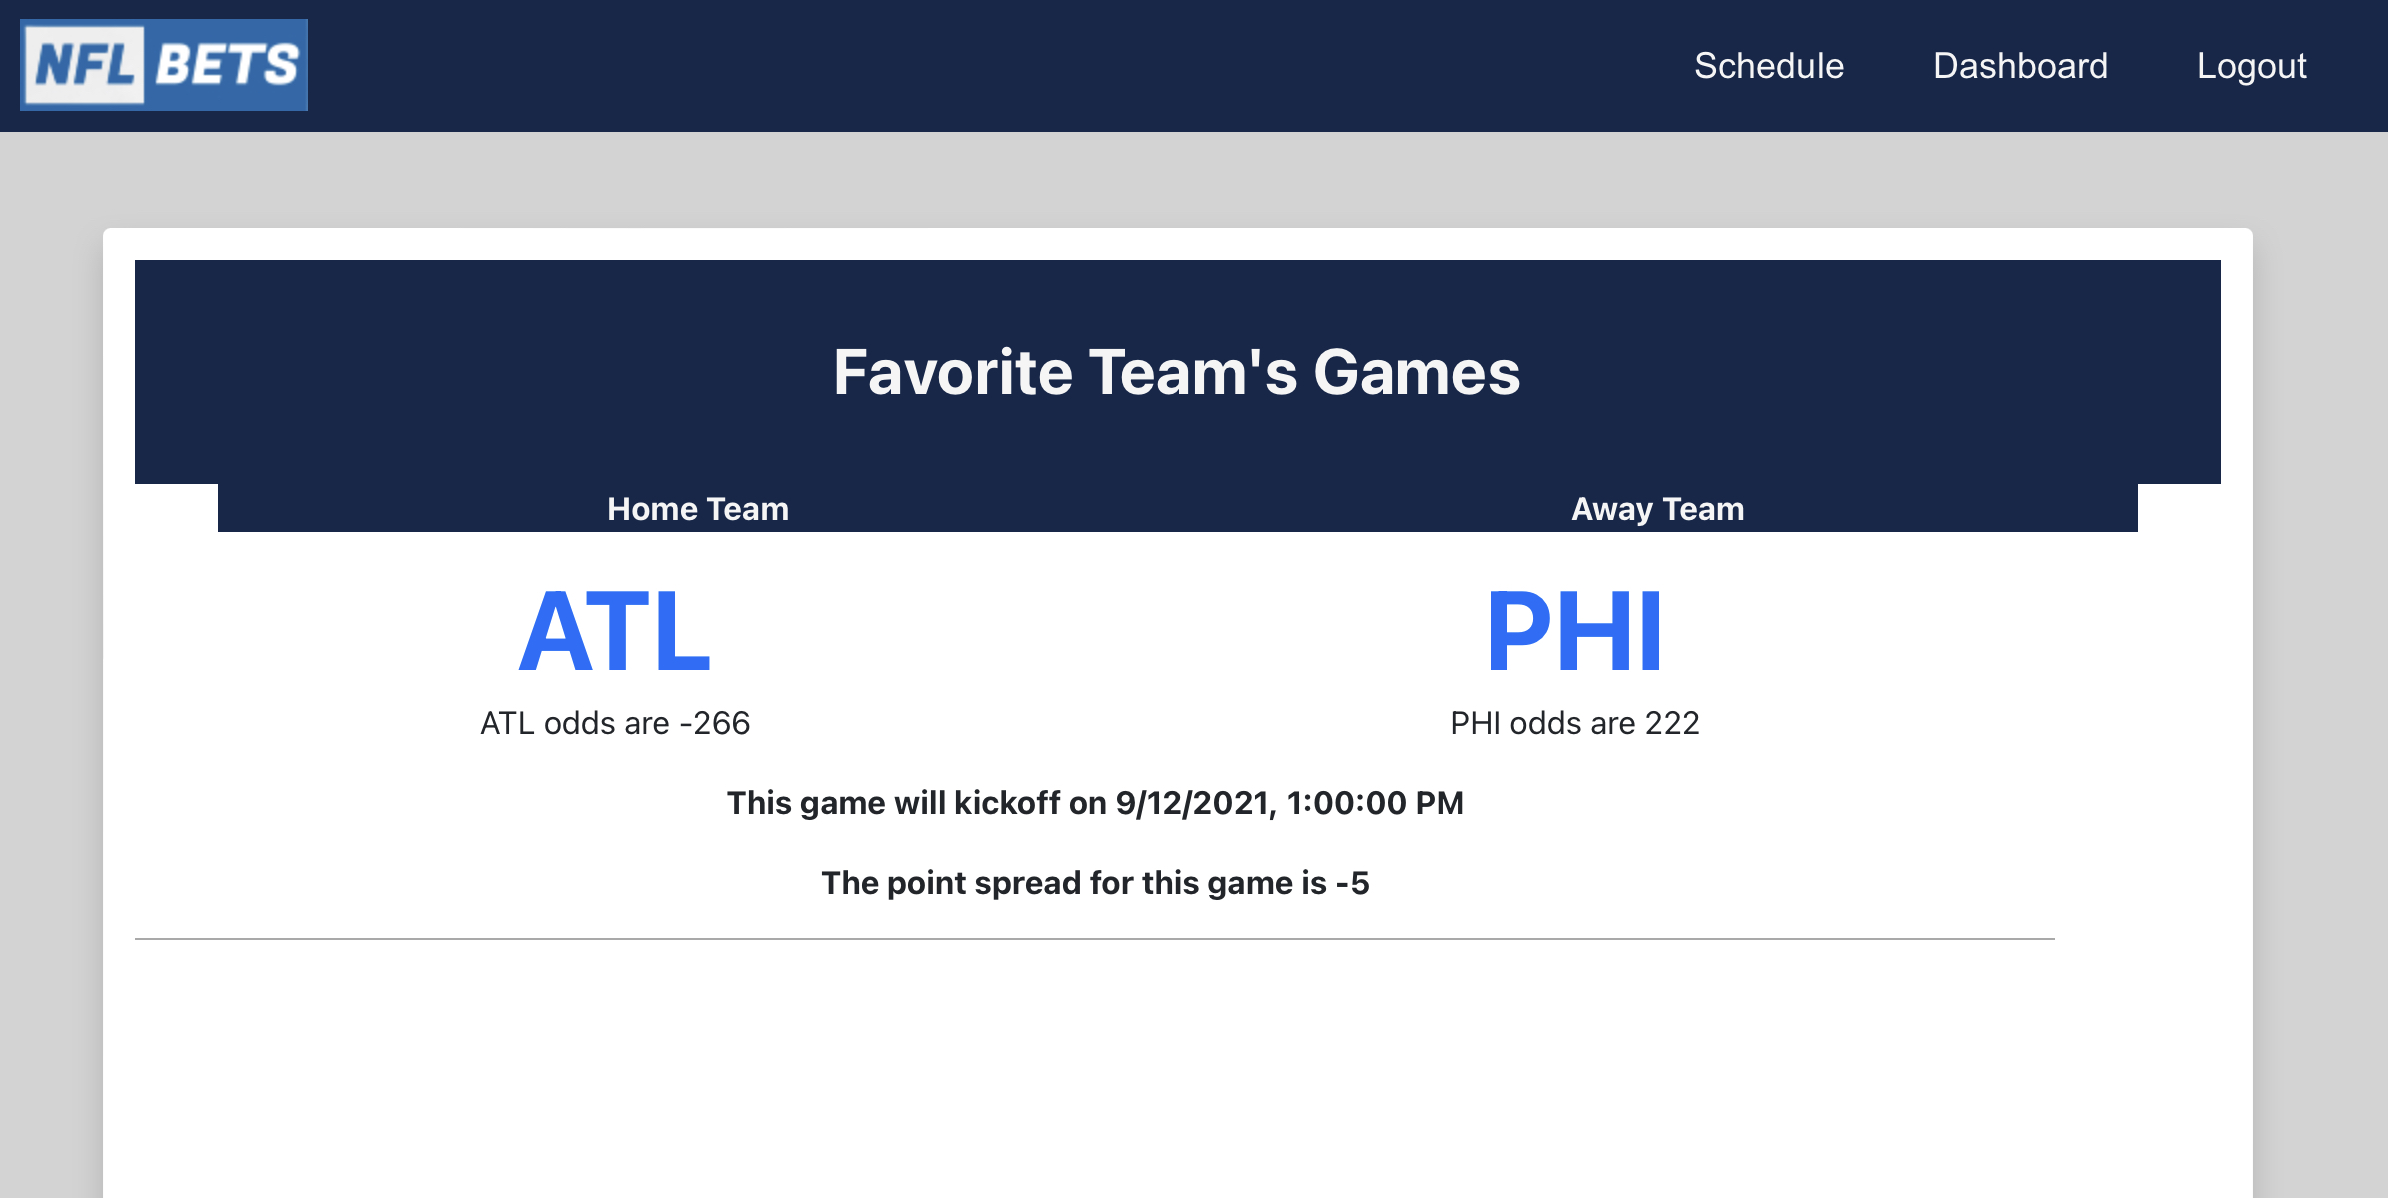 NFL BETS
Schedule Dashboard Logout
Favorite Team's Games
Home Team Away Team
ATL PHI
ATL odds are -266 PHI odds are 222
This game will kickoff on 9/12/2021, 1:00:00 PM
The point spread for this game is -5